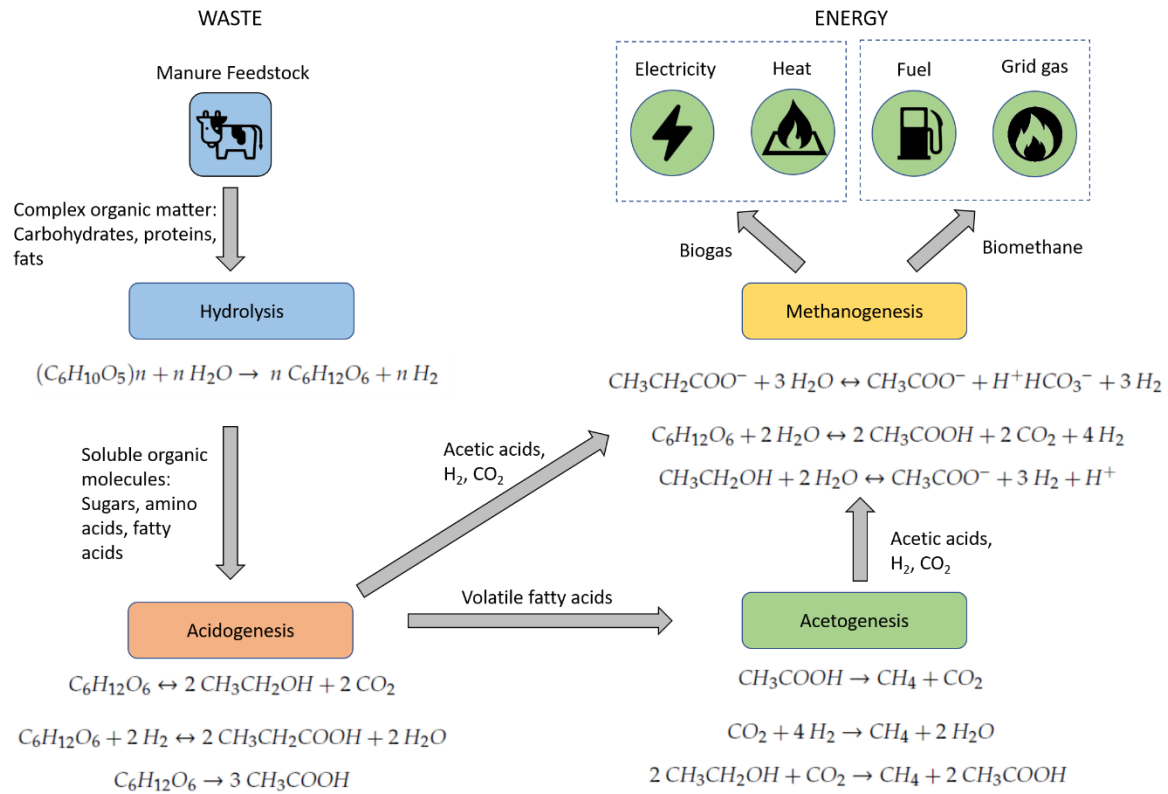 WASTE
Manure Feedstock
Complex organic matter:
Carbohydrates, proteins,
fats
Hydrolysis
(C₆H₁₀O₅)n + n H₂O → n C₆H₁₂O₆ + n H₂
Soluble organic
molecules:
Sugars, amino
acids, fatty
acids
Acidogenesis
C₆H₁₂O₆ ↔ 2 CH₃CH₂OH + 2 CO₂
C₆H₁₂O₆ + 2 H₂ ↔ 2 CH₃CH₂COOH + 2 H₂O
C₆H₁₂O₆ → 3 CH₃COOH
Acetic acids,
H₂, CO₂
Volatile fatty acids
ENERGY
Electricity
Heat
Fuel
Grid gas
Biogas
Biomethane
Methanogenesis
CH₃CH₂COO⁻ + 3 H₂O ↔ CH₃COO⁻ + H⁺HCO₃⁻ + 3 H₂
C₆H₁₂O₆ + 2 H₂O ↔ 2 CH₃COOH + 2 CO₂ + 4 H₂
CH₃CH₂OH + 2 H₂O ↔ CH₃COO⁻ + 3 H₂ + H⁺
Acetic acids,
H₂, CO₂
Acetogenesis
CH₃COOH → CH₄ + CO₂
CO₂ + 4 H₂ → CH₄ + 2 H₂O
2 CH₃CH₂OH + CO₂ → CH₄ + 2 CH₃COOH